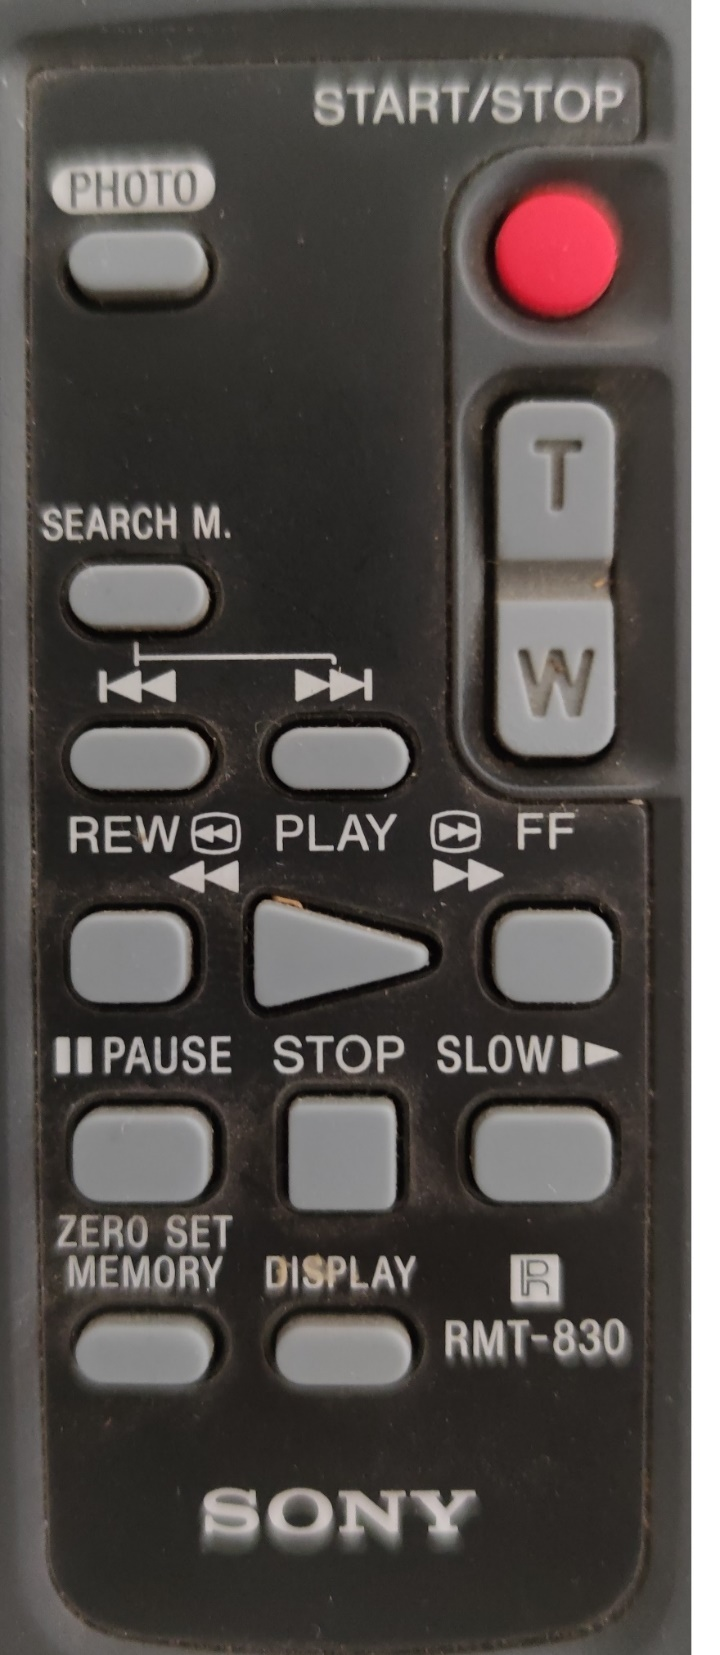 START/STOP
PHOTO
T
SEARCH M.
W
REW PLAY FF
PAUSE STOP SLOW
ZERO SET
MEMORY DISPLAY R
RMT-830
SONY